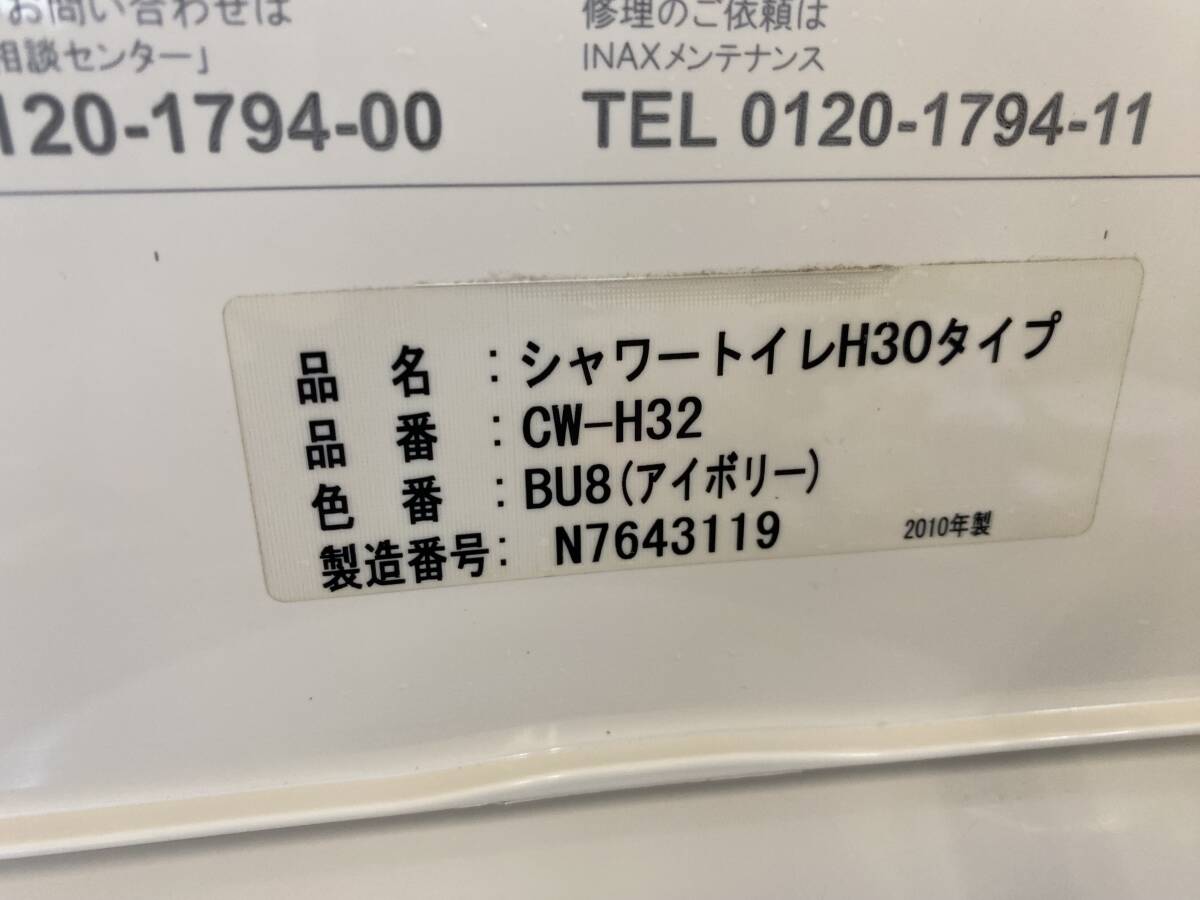 お問い合わせは
相談センター」
120-1794-00
修理のご依頼は
INAXメンテナンス
TEL 0120-1794-11
品 名 : シャワートイレH30タイプ
品 番 : CW-H32
色 番 : BU8(アイボリー)
製造番号: N7643119 2010年製